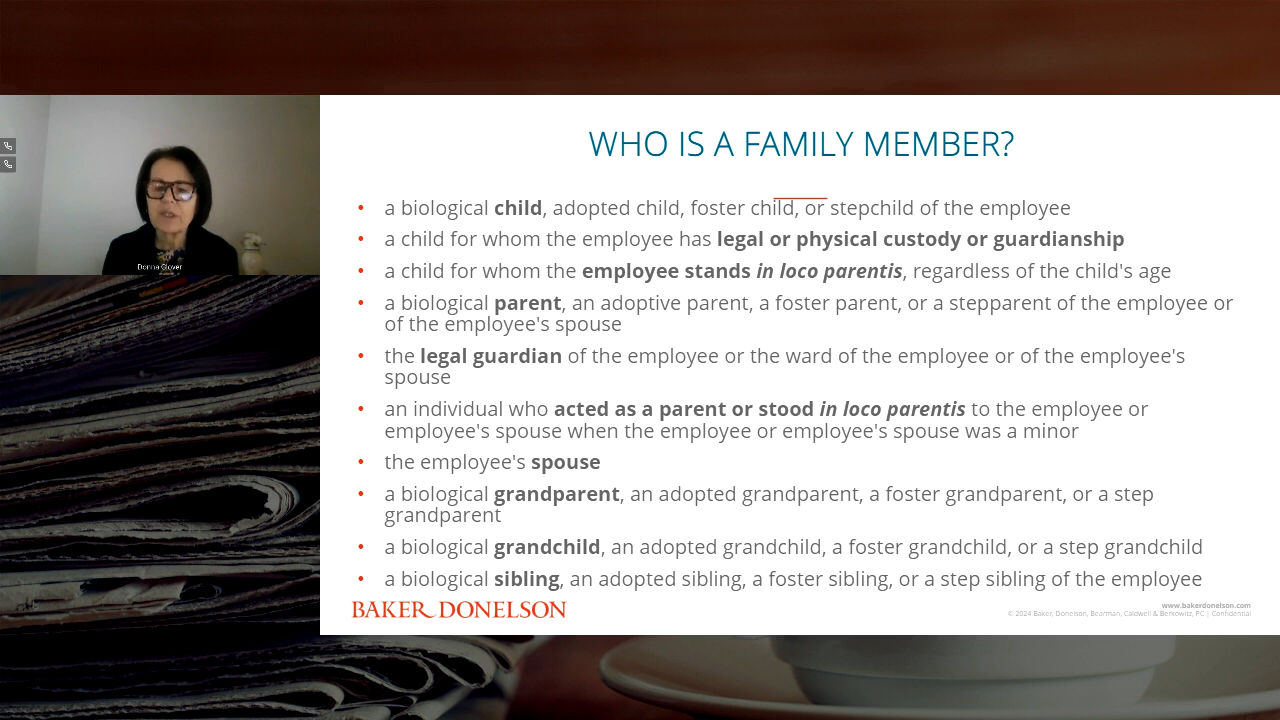 WHO IS A FAMILY MEMBER?
• a biological child, adopted child, foster child, or stepchild of the employee
• a child for whom the employee has legal or physical custody or guardianship
• a child for whom the employee stands in loco parentis, regardless of the child's age
• a biological parent, an adoptive parent, a foster parent, or a stepparent of the employee or
of the employee's spouse
• the legal guardian of the employee or the ward of the employee or of the employee's
spouse
• an individual who acted as a parent or stood in loco parentis to the employee or
employee's spouse when the employee or employee's spouse was a minor
• the employee's spouse
• a biological grandparent, an adopted grandparent, a foster grandparent, or a step
grandparent
• a biological grandchild, an adopted grandchild, a foster grandchild, or a step grandchild
• a biological sibling, an adopted sibling, a foster sibling, or a step sibling of the employee
Donna Glover
BAKER DONELSON
www.bakerdonelson.com
© 2024 Baker, Donelson, Bearman, Caldwell & Berkowitz, PC | Confidential